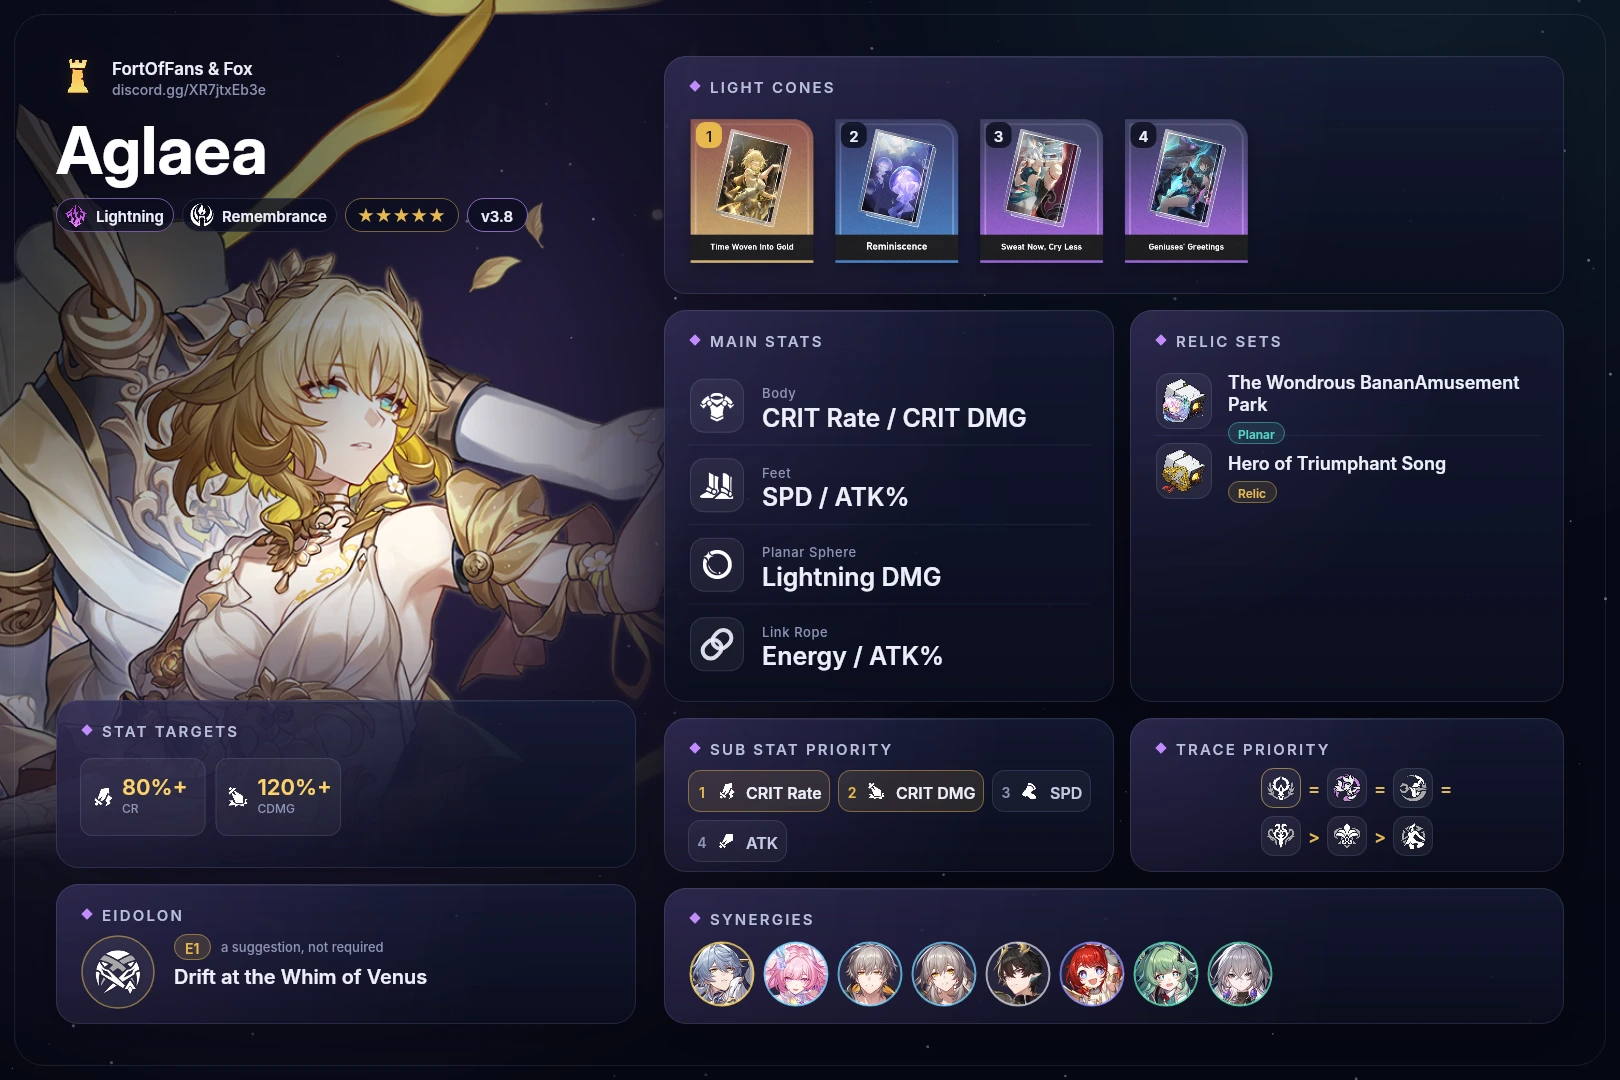 FortOfFans & Fox
discord.gg/XR7jtxEb3e
Aglaea
Lightning
Remembrance
★★★★★
v3.8
LIGHT CONES
1
2
3
4
Time Woven Into Gold
Reminiscence
Sweat Now, Cry Less
Geniuses' Greetings
MAIN STATS
Body
CRIT Rate / CRIT DMG
Feet
SPD / ATK%
Planar Sphere
Lightning DMG
Link Rope
Energy / ATK%
RELIC SETS
The Wondrous BananAmusement
Park
Planar
Hero of Triumphant Song
Relic
STAT TARGETS
80%+
CR
120%+
CDMG
SUB STAT PRIORITY
1 CRIT Rate
2 CRIT DMG
3 SPD
4 ATK
TRACE PRIORITY
= = =
> >
EIDOLON
E1 a suggestion, not required
Drift at the Whim of Venus
SYNERGIES